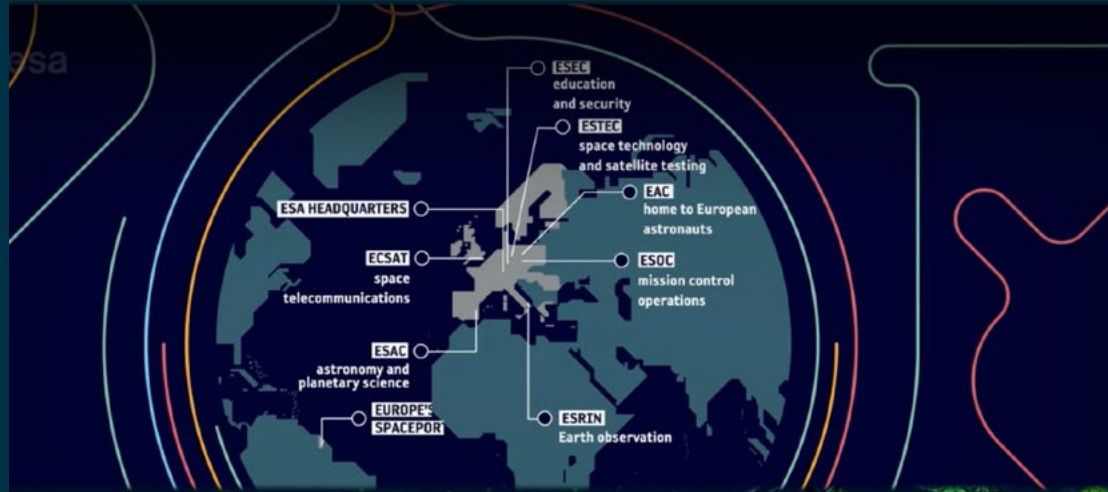 esa
ESEC
education
and security
ESTEC
space technology
and satellite testing
ESA HEADQUARTERS
EAC
home to European
astronauts
ECSAT
space
telecommunications
ESOC
mission control
operations
ESAC
astronomy and
planetary science
EUROPE'S
SPACEPORT
ESRIN
Earth observation